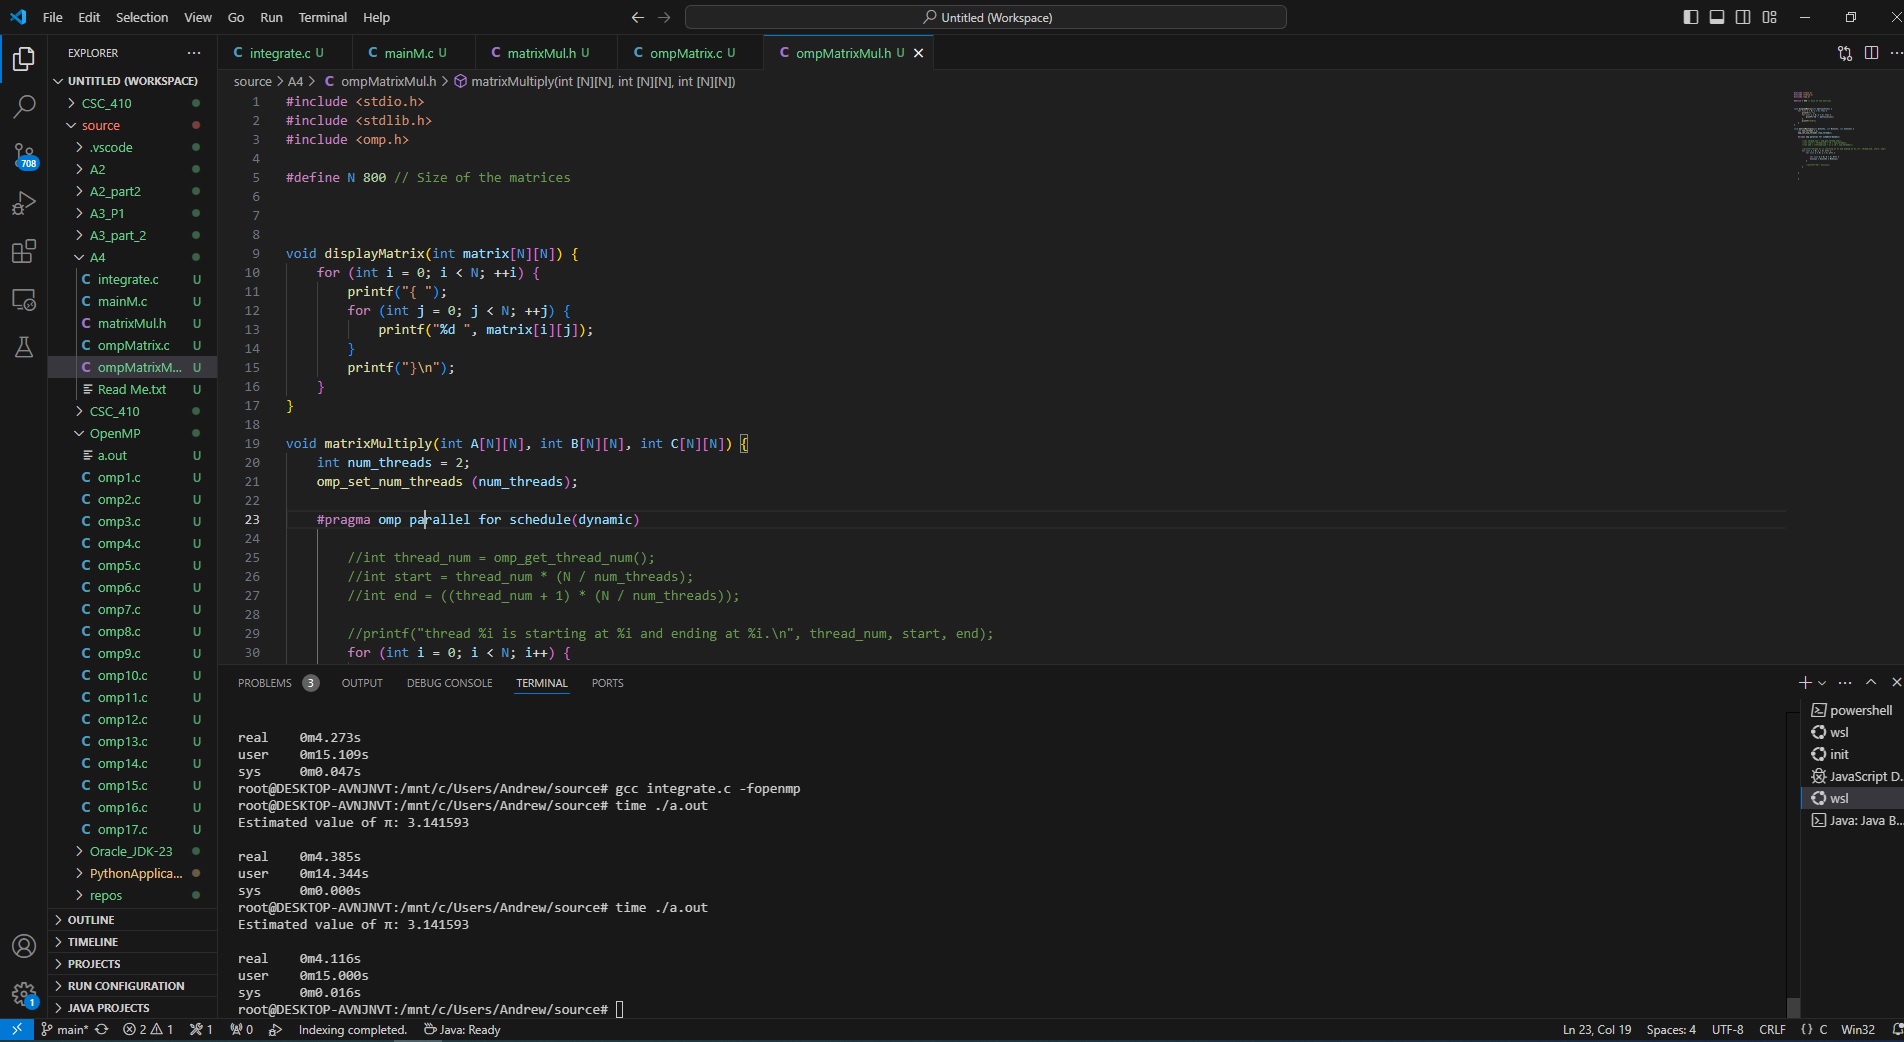 File Edit Selection View Go Run Terminal Help
Untitled (Workspace)
EXPLORER
UNTITLED (WORKSPACE)
CSC_410
source
.vscode
A2
A2_part2
A3_P1
A3_part_2
A4
integrate.c U
mainM.c U
matrixMul.h U
ompMatrix.c U
ompMatrixM... U
Read Me.txt U
CSC_410
OpenMP
a.out U
omp1.c U
omp2.c U
omp3.c U
omp4.c U
omp5.c U
omp6.c U
omp7.c U
omp8.c U
omp9.c U
omp10.c U
omp11.c U
omp12.c U
omp13.c U
omp14.c U
omp15.c U
omp16.c U
omp17.c U
Oracle_JDK-23
PythonApplica...
repos
OUTLINE
TIMELINE
PROJECTS
RUN CONFIGURATION
JAVA PROJECTS
708
1
integrate.c U mainM.c U matrixMul.h U ompMatrix.c U ompMatrixMul.h U
source > A4 > C ompMatrixMul.h > matrixMultiply(int [N][N], int [N][N], int [N][N])
1 #include <stdio.h>
2 #include <stdlib.h>
3 #include <omp.h>
4
5 #define N 800 // Size of the matrices
6
7
8
9 void displayMatrix(int matrix[N][N]) {
10 for (int i = 0; i < N; ++i) {
11 printf("{ ");
12 for (int j = 0; j < N; ++j) {
13 printf("%d ", matrix[i][j]);
14 }
15 printf("}\n");
16 }
17 }
18
19 void matrixMultiply(int A[N][N], int B[N][N], int C[N][N]) {
20 int num_threads = 2;
21 omp_set_num_threads (num_threads);
22
23 #pragma omp parallel for schedule(dynamic)
24
25 //int thread_num = omp_get_thread_num();
26 //int start = thread_num * (N / num_threads);
27 //int end = ((thread_num + 1) * (N / num_threads));
28
29 //printf("thread %i is starting at %i and ending at %i.\n", thread_num, start, end);
30 for (int i = 0; i < N; i++) {
PROBLEMS 3 OUTPUT DEBUG CONSOLE TERMINAL PORTS
real 0m4.273s
user 0m15.109s
sys 0m0.047s
root@DESKTOP-AVNJNVT:/mnt/c/Users/Andrew/source# gcc integrate.c -fopenmp
root@DESKTOP-AVNJNVT:/mnt/c/Users/Andrew/source# time ./a.out
Estimated value of π: 3.141593
real 0m4.385s
user 0m14.344s
sys 0m0.000s
root@DESKTOP-AVNJNVT:/mnt/c/Users/Andrew/source# time ./a.out
Estimated value of π: 3.141593
real 0m4.116s
user 0m15.000s
sys 0m0.016s
root@DESKTOP-AVNJNVT:/mnt/c/Users/Andrew/source#
powershell
wsl
init
JavaScript D...
wsl
Java: Java B...
main* 2 1 1 0 Indexing completed. Java: Ready Ln 23, Col 19 Spaces: 4 UTF-8 CRLF {} C Win32